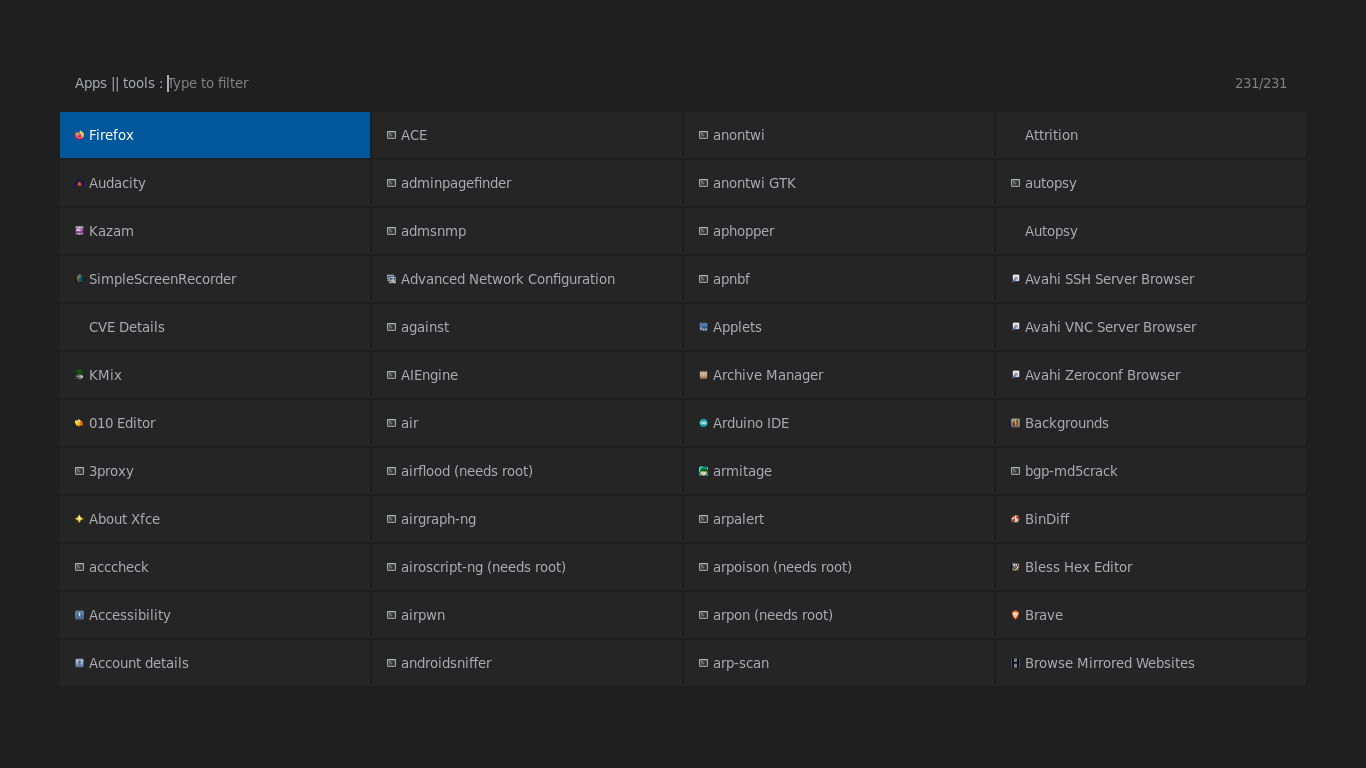 Apps || tools : Type to filter 231/231
Firefox ACE anontwi Attrition
Audacity adminpagefinder anontwi GTK autopsy
Kazam admsnmp aphopper Autopsy
SimpleScreenRecorder Advanced Network Configuration apnbf Avahi SSH Server Browser
CVE Details against Applets Avahi VNC Server Browser
KMix AIEngine Archive Manager Avahi Zeroconf Browser
010 Editor air Arduino IDE Backgrounds
3proxy airflood (needs root) armitage bgp-md5crack
About Xfce airgraph-ng arpalert BinDiff
acccheck airoscript-ng (needs root) arpoison (needs root) Bless Hex Editor
Accessibility airpwn arpon (needs root) Brave
Account details androidsniffer arp-scan Browse Mirrored Websites